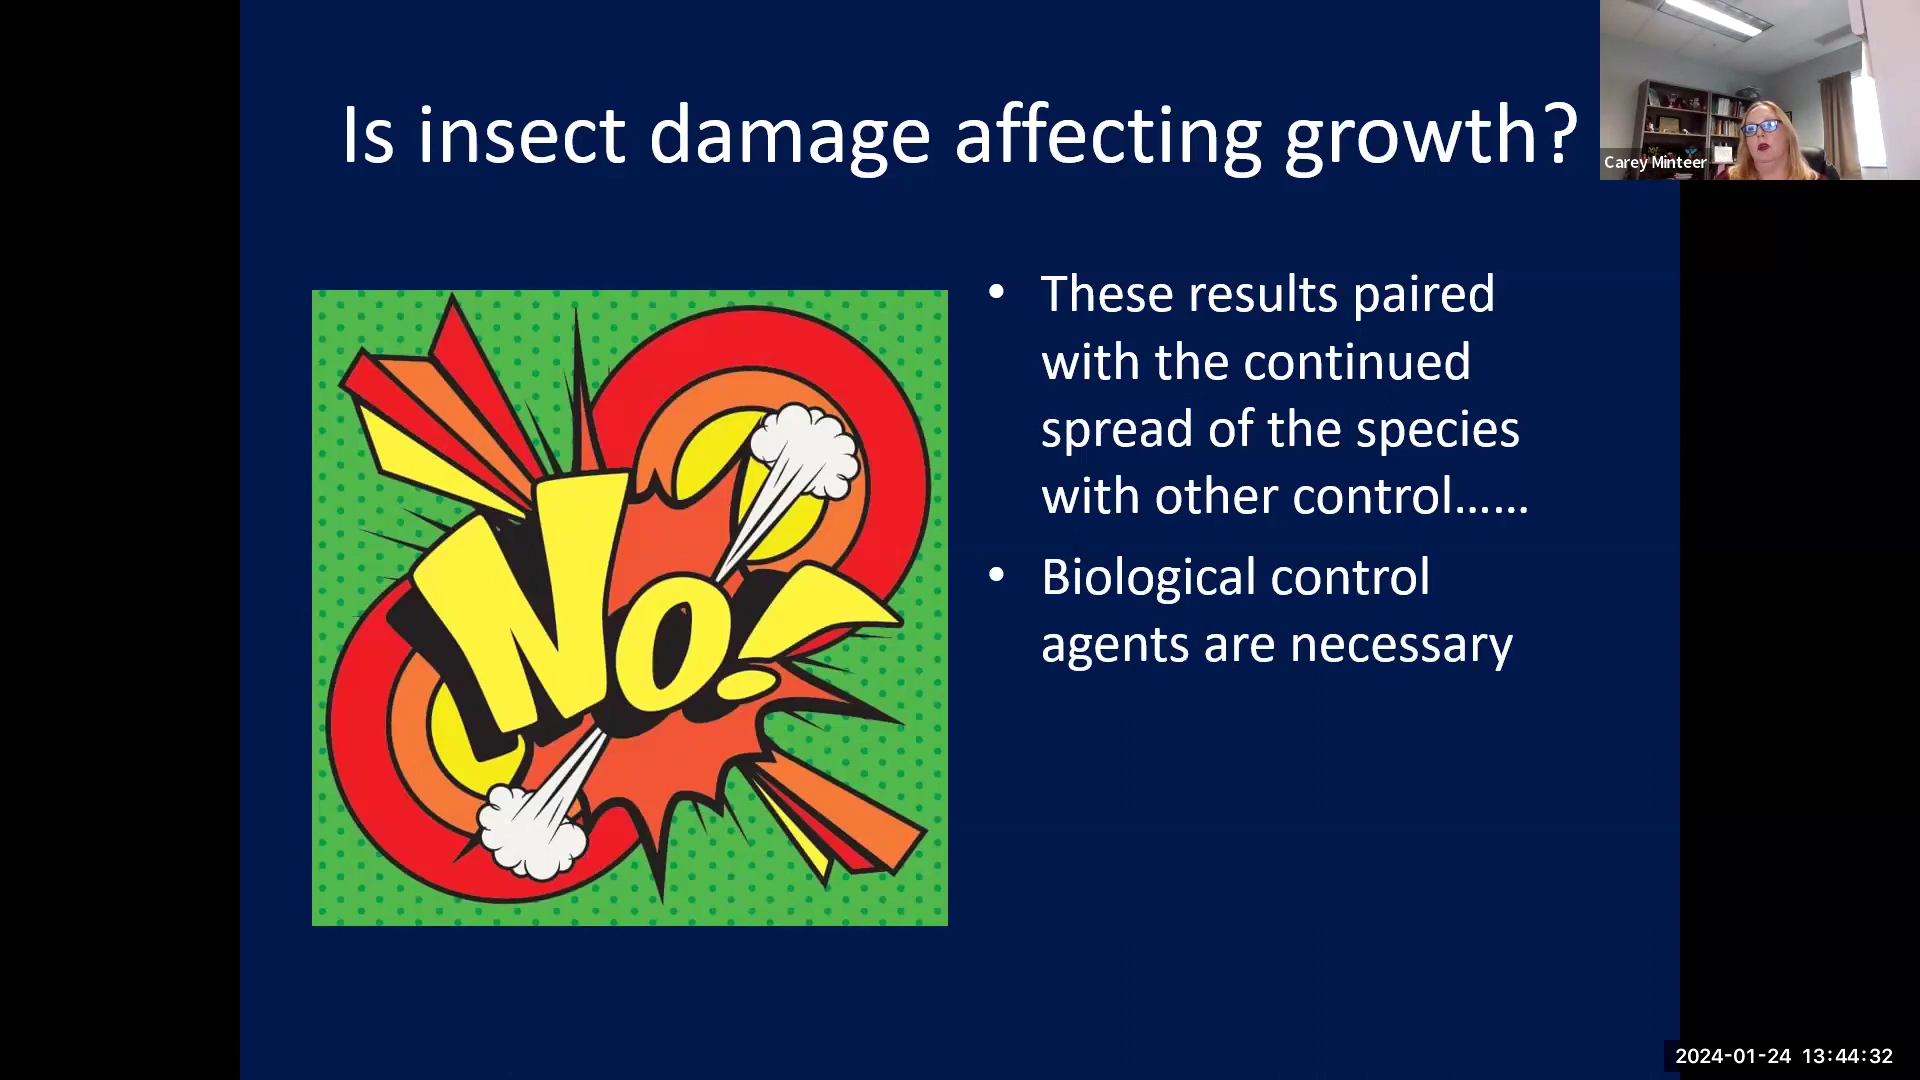 Is insect damage affecting growth?
Carey Minteer
NO!
• These results paired
with the continued
spread of the species
with other control……
• Biological control
agents are necessary
2024-01-24 13:44:32